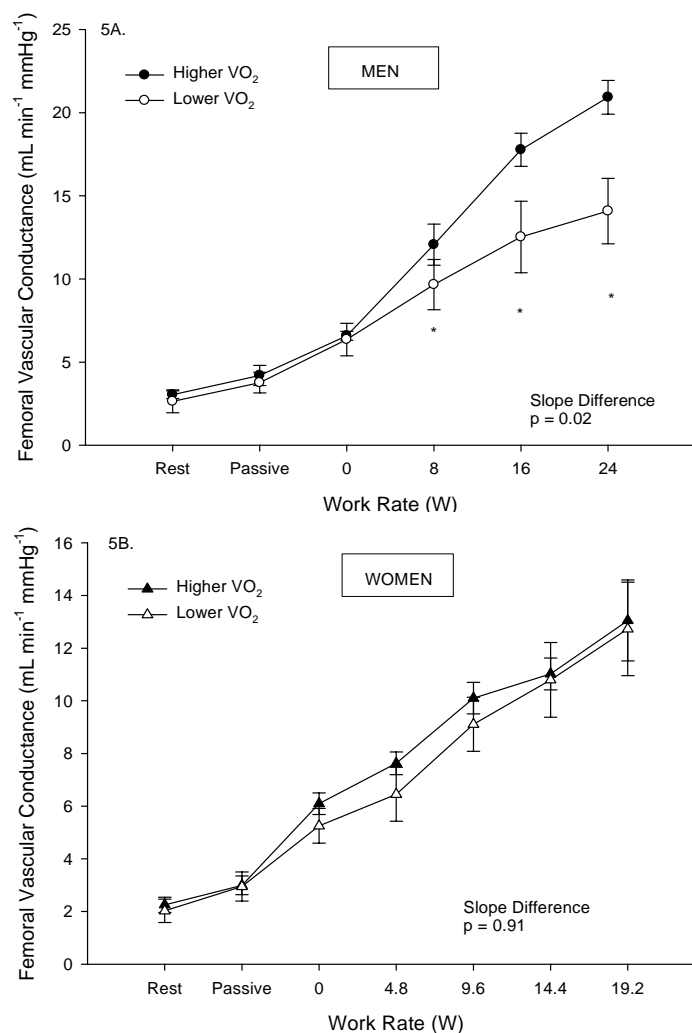 5A.
MEN
Higher VO₂
Lower VO₂
Femoral Vascular Conductance (mL min⁻¹ mmHg⁻¹)
25
20
15
10
5
0
*
*
*
Slope Difference
p = 0.02
Rest Passive 0 8 16 24
Work Rate (W)
5B.
WOMEN
Higher VO₂
Lower VO₂
Femoral Vascular Conductance (mL min⁻¹ mmHg⁻¹)
16
14
12
10
8
6
4
2
0
Slope Difference
p = 0.91
Rest Passive 0 4.8 9.6 14.4 19.2
Work Rate (W)